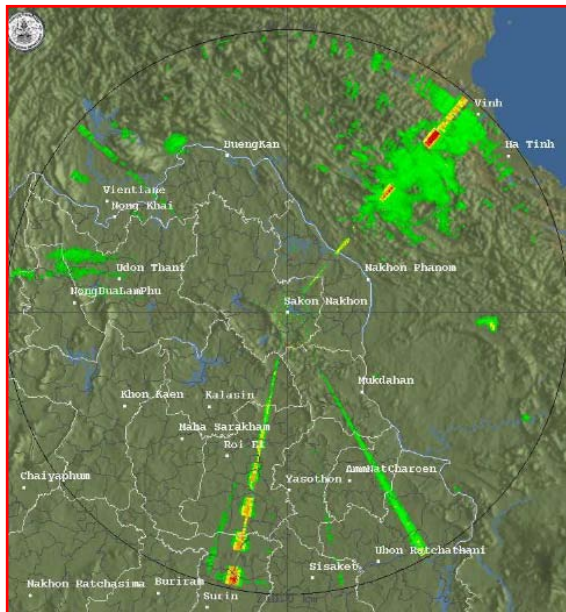 Vinh
Ha Tinh
BuengKan
Vientiane
Nong Khai
Udon Thani
Nakhon Phanom
NongBuaLamPhu
Sakon Nakhon
Mukdahan
Khon Kaen
Kalasin
Maha Sarakham
Roi Et
Chaiyaphum
Yasothon
AmnatCharoen
Ubon Ratchathani
Sisaket
Nakhon Ratchasima
Buriram
Surin